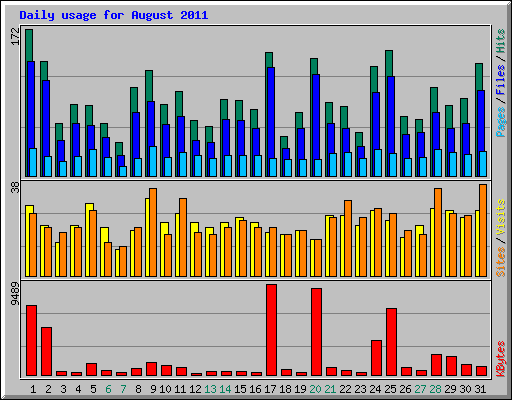 Daily usage for August 2011
172
Pages / Files / Hits
38
Sites / Visits
9489
KBytes
1 2 3 4 5 6 7 8 9 10 11 12 13 14 15 16 17 18 19 20 21 22 23 24 25 26 27 28 29 30 31